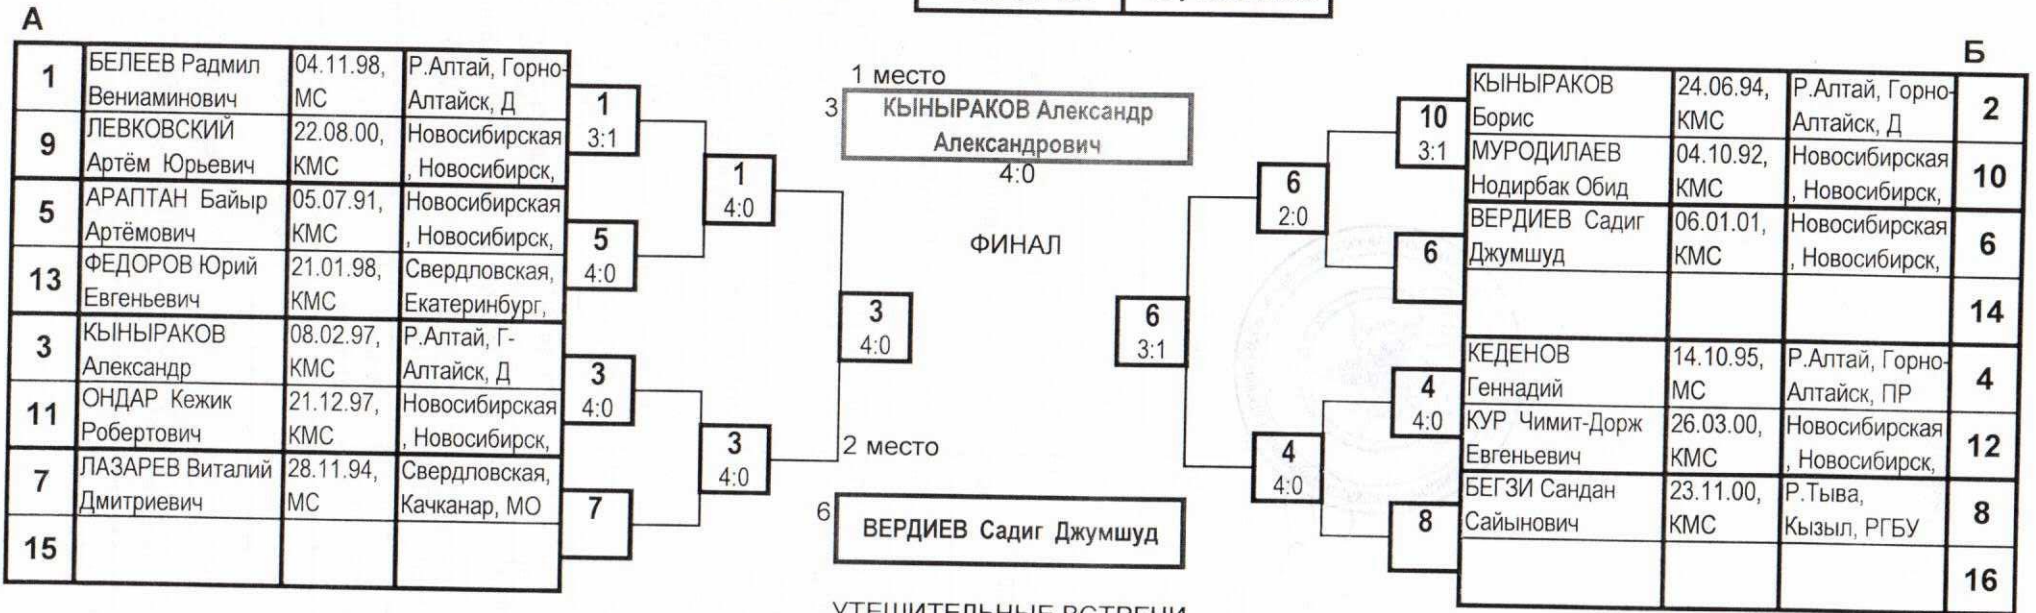 А
1
БЕЛЕЕВ Радмил
Вениаминович
04.11.98,
МС
Р.Алтай, Горно-
Алтайск, Д
9
ЛЕВКОВСКИЙ
Артём Юрьевич
22.08.00,
КМС
Новосибирская
, Новосибирск,
5
АРАПТАН Байыр
Артёмович
05.07.91,
КМС
Новосибирская
, Новосибирск,
13
ФЕДОРОВ Юрий
Евгеньевич
21.01.98,
КМС
Свердловская,
Екатеринбург,
3
КЫНЫРАКОВ
Александр
08.02.97,
КМС
Р.Алтай, Г-
Алтайск, Д
11
ОНДАР Кежик
Робертович
21.12.97,
КМС
Новосибирская
, Новосибирск,
7
ЛАЗАРЕВ Виталий
Дмитриевич
28.11.94,
МС
Свердловская,
Качканар, МО
15
1
3:1
5
4:0
3
4:0
7
1
4:0
3
4:0
3
4:0
1 место
3
КЫНЫРАКОВ Александр
Александрович
4:0
ФИНАЛ
2 место
6
ВЕРДИЕВ Садиг Джумшуд
УТЕШИТЕЛЬНЫЕ ВСТРЕЧИ
6
3:1
6
2:0
4
4:0
10
3:1
6
4
4:0
8
Б
КЫНЫРАКОВ
Борис
24.06.94,
КМС
Р.Алтай, Горно-
Алтайск, Д
2
МУРОДИЛАЕВ
Нодирбак Обид
04.10.92,
КМС
Новосибирская
, Новосибирск,
10
ВЕРДИЕВ Садиг
Джумшуд
06.01.01,
КМС
Новосибирская
, Новосибирск,
6
14
КЕДЕНОВ
Геннадий
14.10.95,
МС
Р.Алтай, Горно-
Алтайск, ПР
4
КУР Чимит-Дорж
Евгеньевич
26.03.00,
КМС
Новосибирская
, Новосибирск,
12
БЕГЗИ Сандан
Сайынович
23.11.00,
КМС
Р.Тыва,
Кызыл, РГБУ
8
16